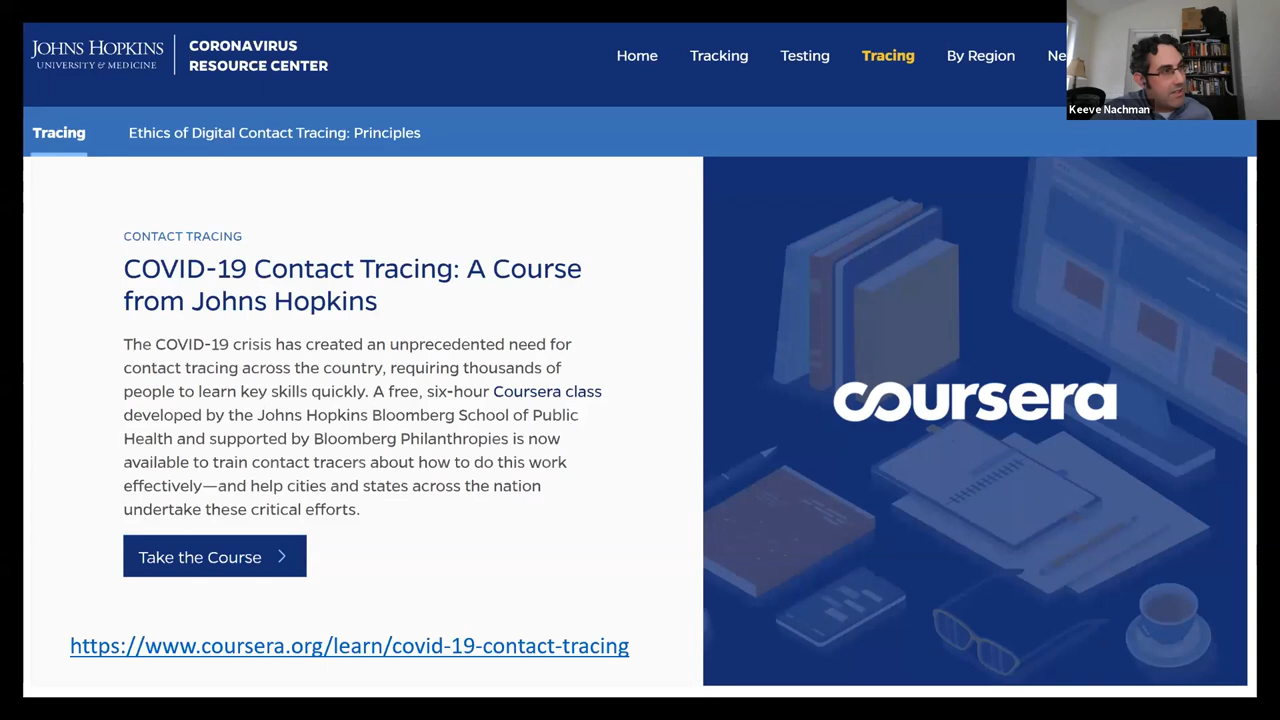 JOHNS HOPKINS
UNIVERSITY & MEDICINE
CORONAVIRUS
RESOURCE CENTER
Home
Tracking
Testing
Tracing
By Region
Ne
Keeve Nachman
Tracing
Ethics of Digital Contact Tracing: Principles
CONTACT TRACING
COVID-19 Contact Tracing: A Course
from Johns Hopkins
The COVID-19 crisis has created an unprecedented need for
contact tracing across the country, requiring thousands of
people to learn key skills quickly. A free, six-hour Coursera class
developed by the Johns Hopkins Bloomberg School of Public
Health and supported by Bloomberg Philanthropies is now
available to train contact tracers about how to do this work
effectively—and help cities and states across the nation
undertake these critical efforts.
Take the Course
https://www.coursera.org/learn/covid-19-contact-tracing
coursera